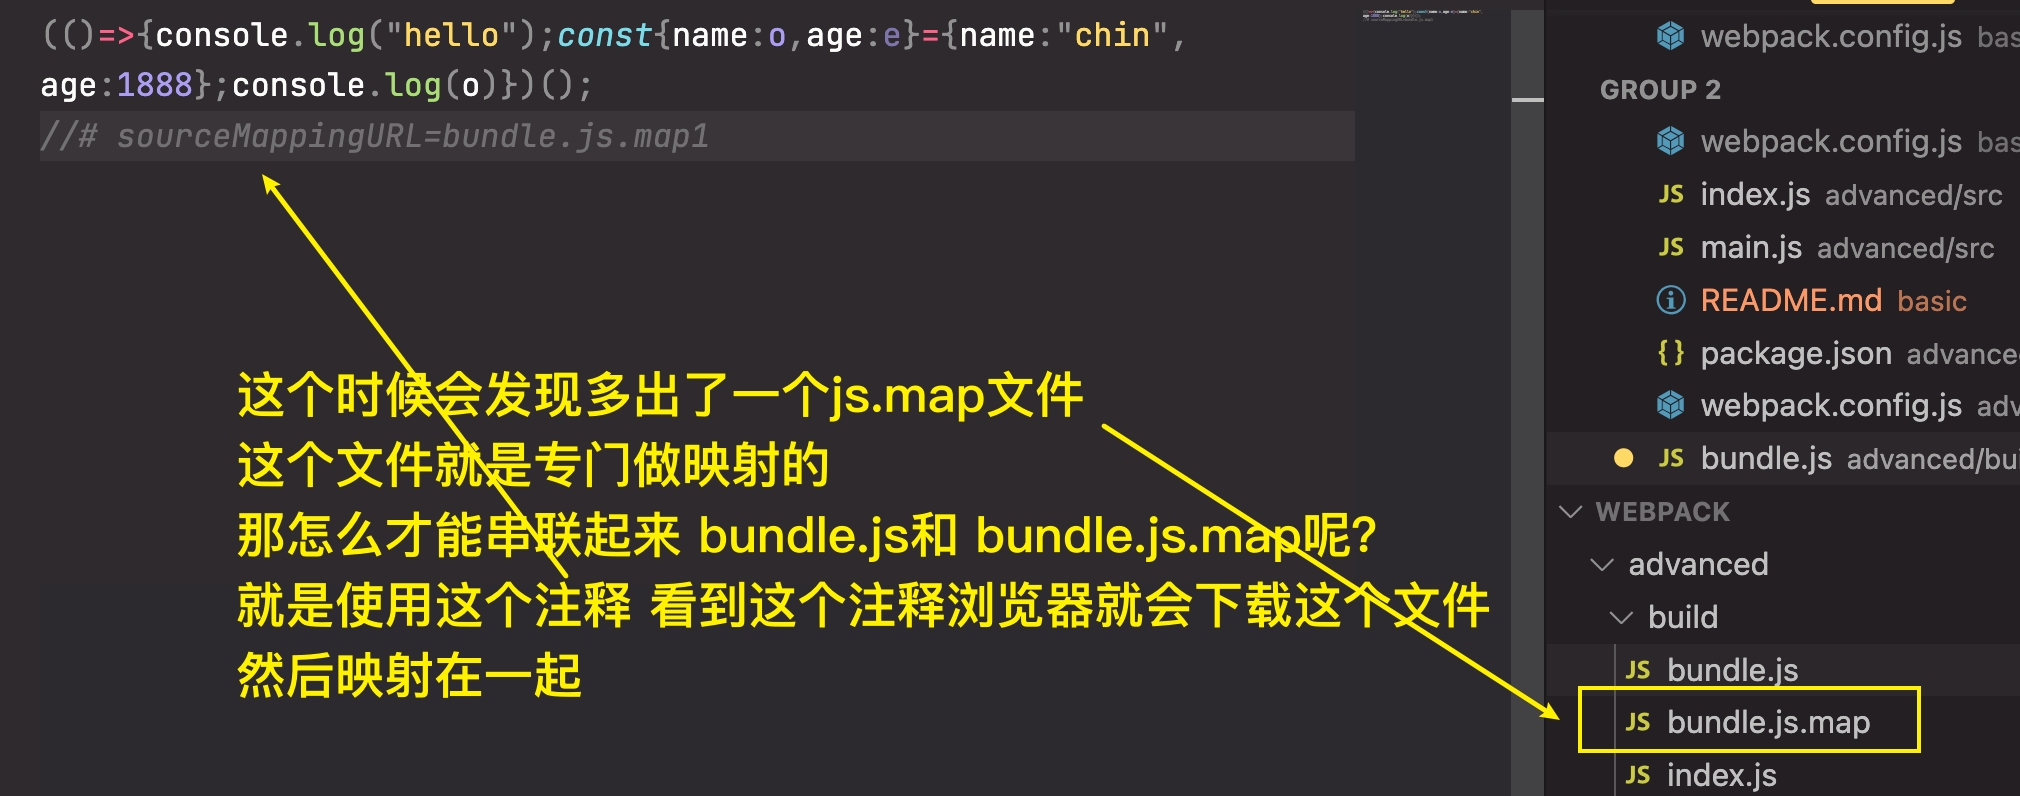 (()=>{console.log("hello");const{name:o,age:e}={name:"chin",
age:1888};console.log(o)})();
//# sourceMappingURL=bundle.js.map1
这个时候会发现多出了一个js.map文件
这个文件就是专门做映射的
那怎么才能串联起来 bundle.js和 bundle.js.map呢?
就是使用这个注释 看到这个注释浏览器就会下载这个文件
然后映射在一起
webpack.config.js bas
GROUP 2
webpack.config.js bas
JS index.js advanced/src
JS main.js advanced/src
README.md basic
{} package.json advance
webpack.config.js adv
JS bundle.js advanced/bui
WEBPACK
advanced
build
JS bundle.js
JS bundle.js.map
JS index.js